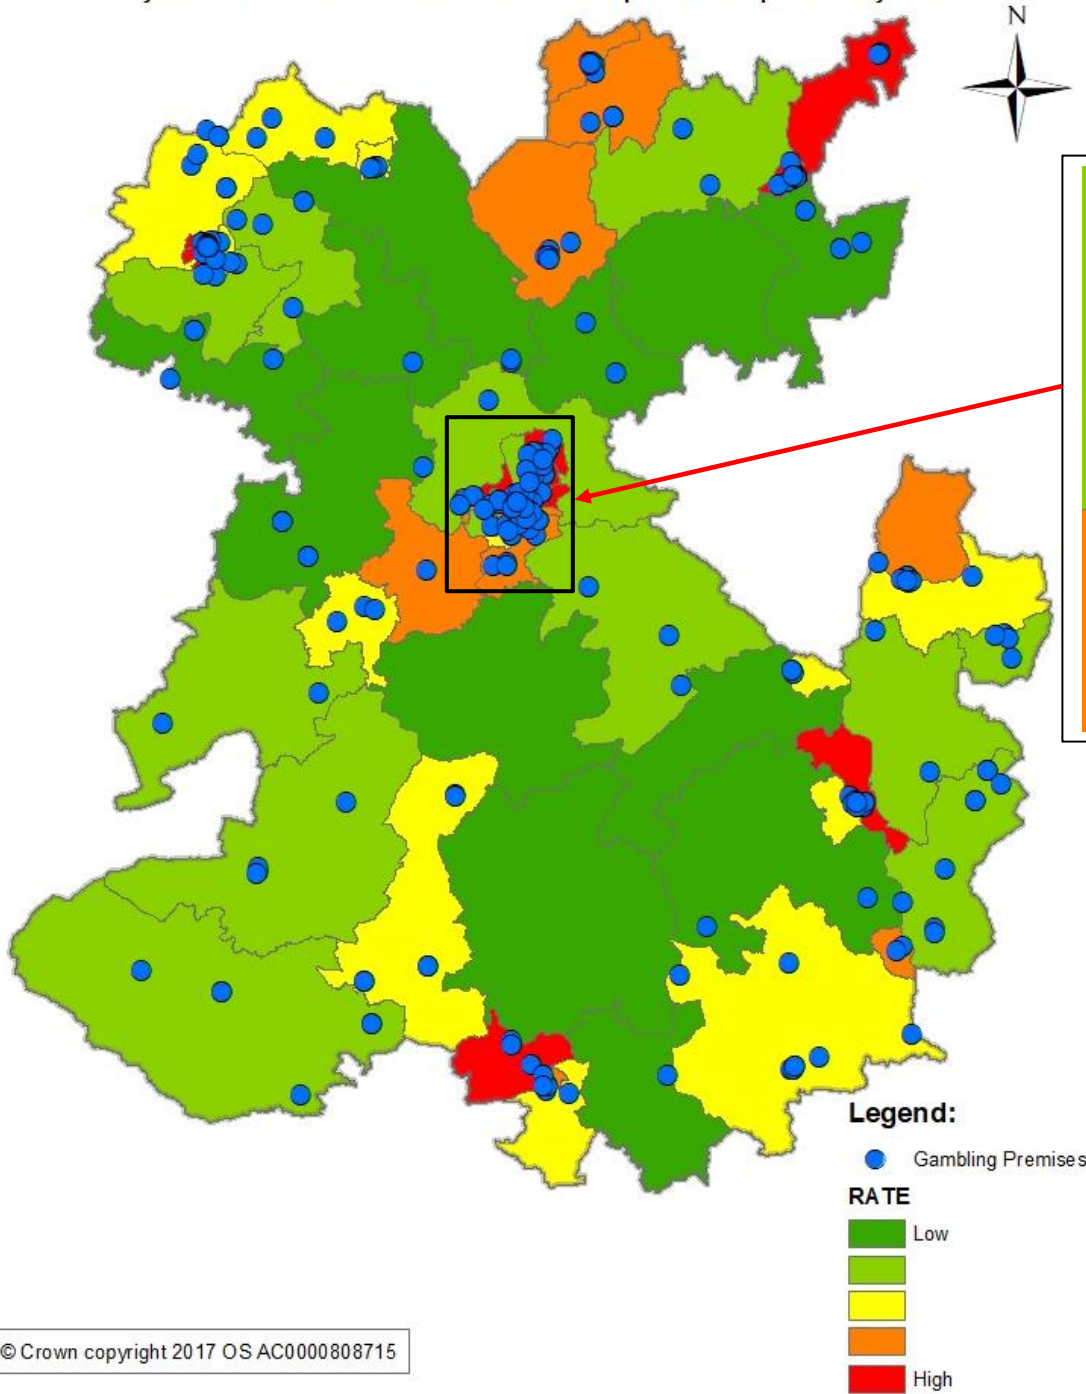 N
Legend:
Gambling Premises
RATE
Low
High
© Crown copyright 2017 OS AC0000808715